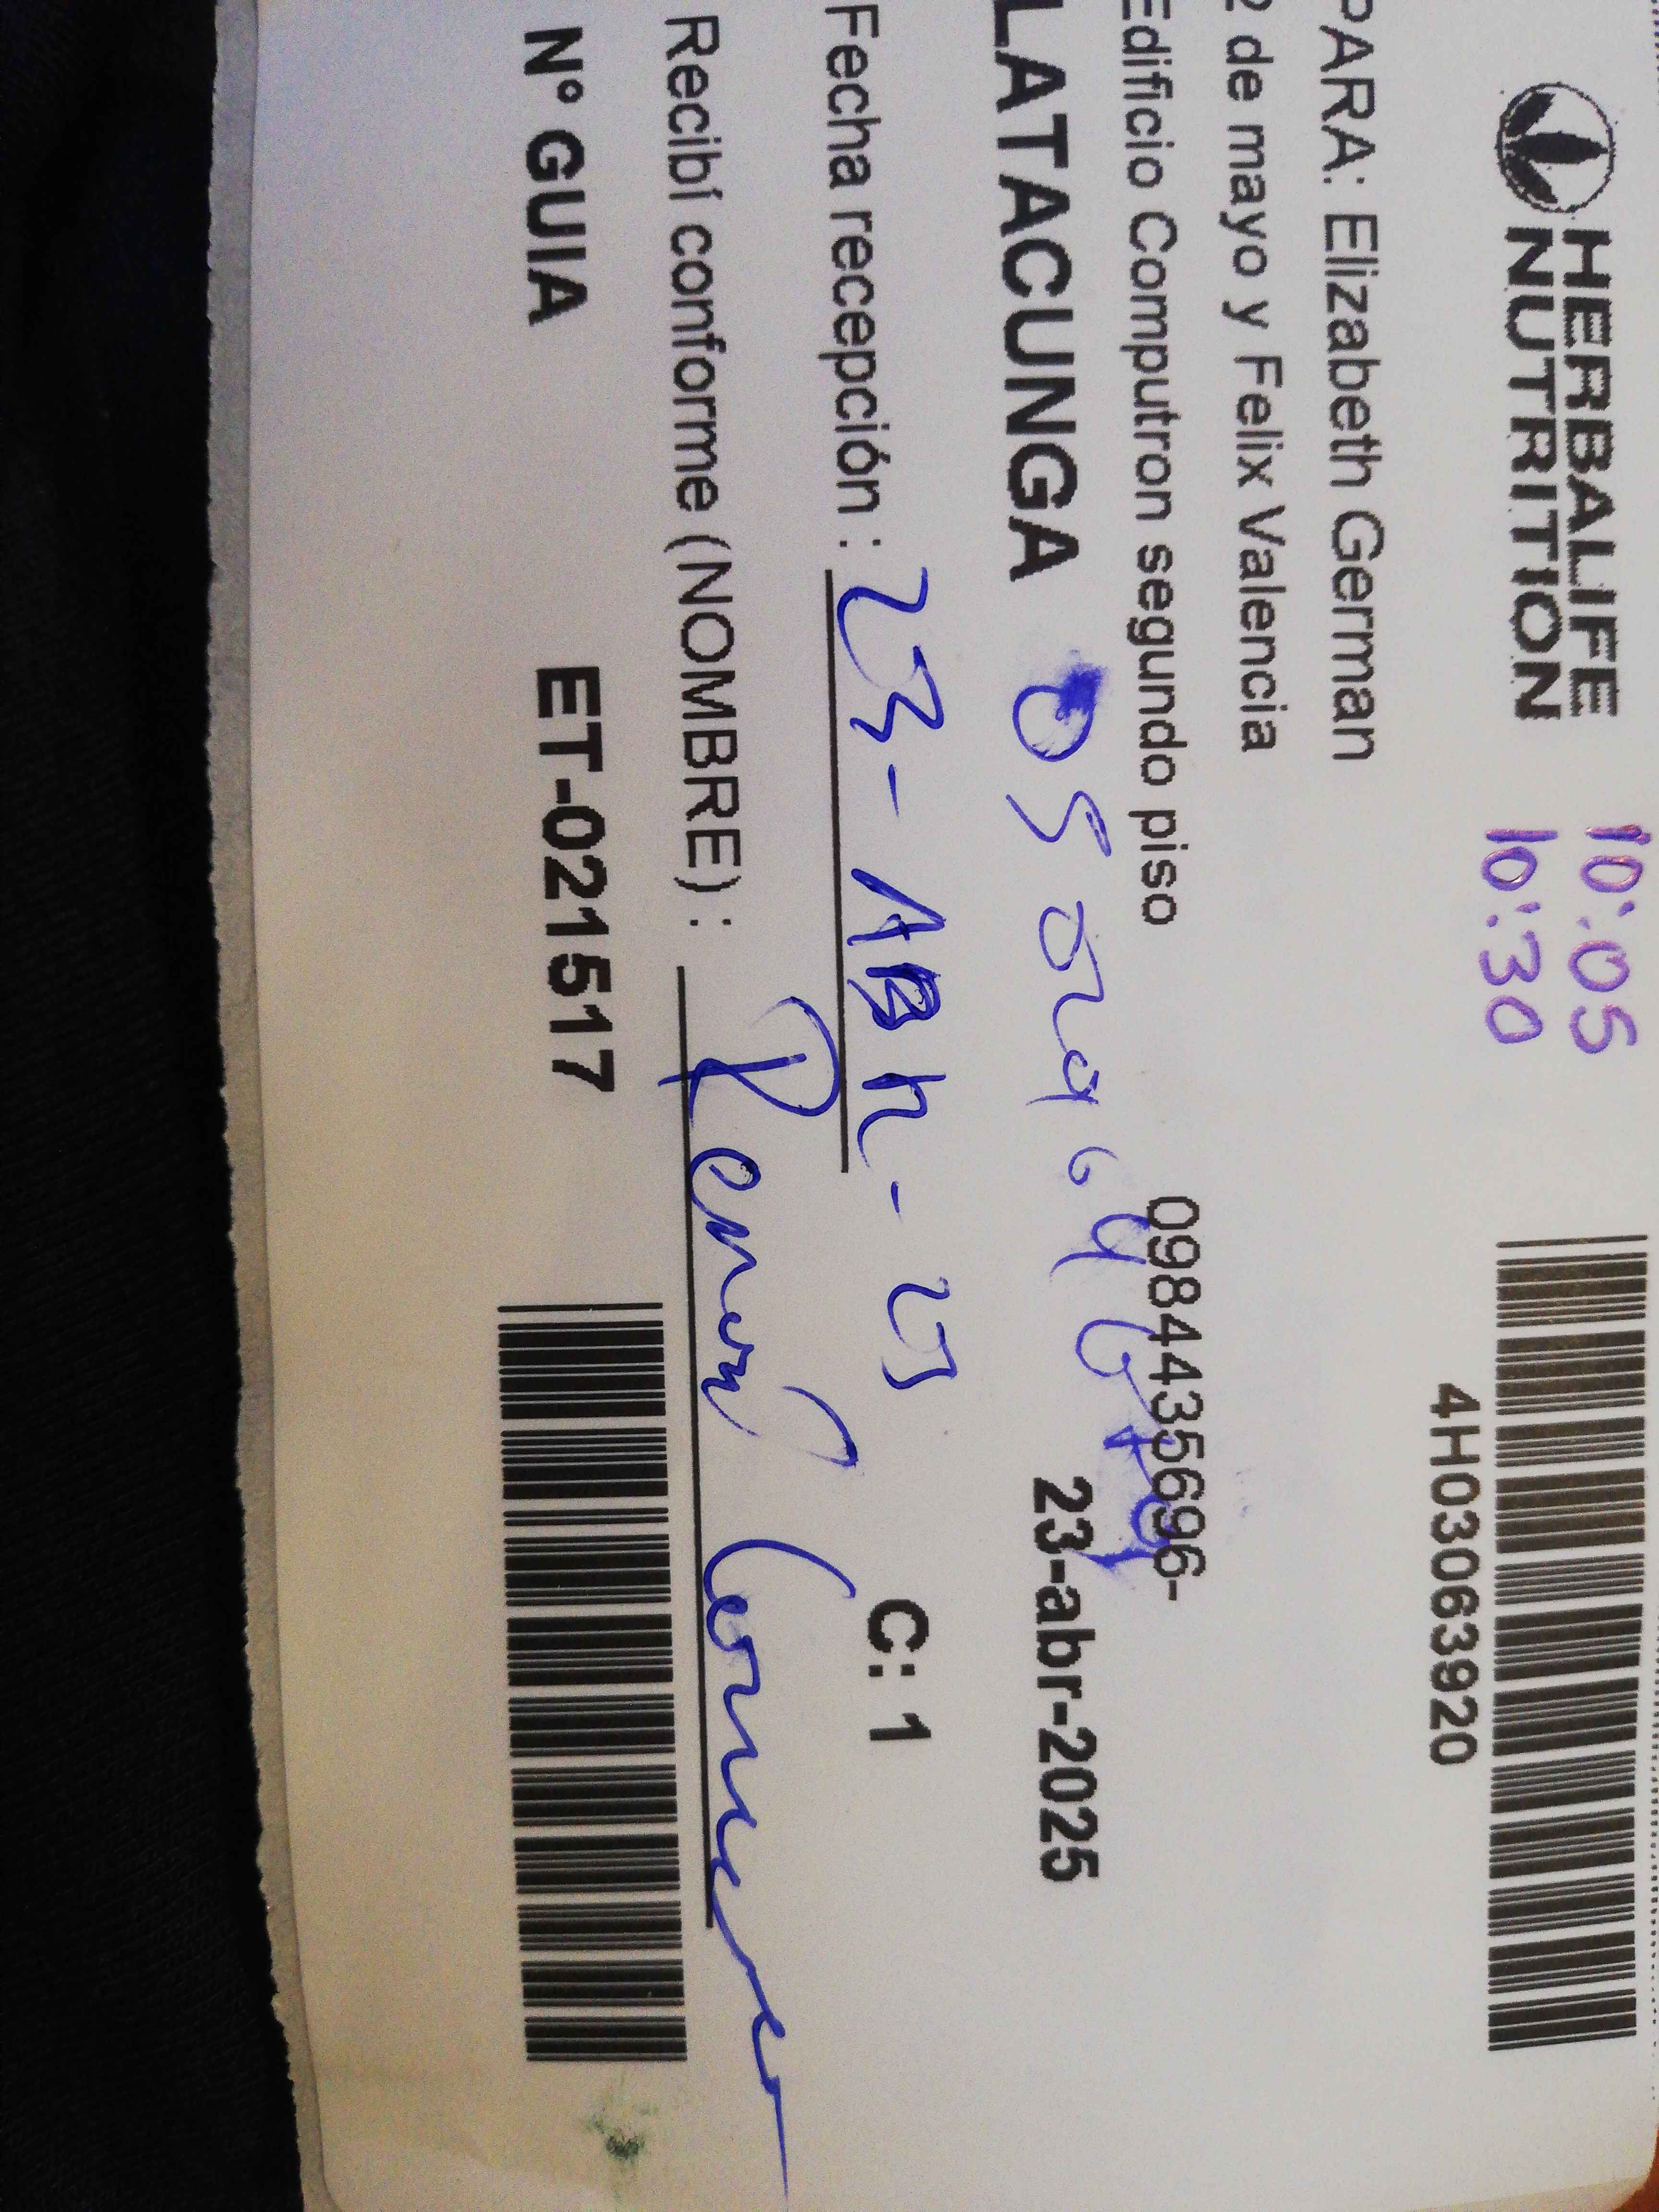 HERBALIFE
NUTRITION
10:05
10:30
4H03063920
PARA: Elizabeth German
2 de mayo y Felix Valencia
Edificio Computron segundo piso
0984435696-
LATACUNGA
23-abr-2025
Fecha recepción : 23-ABR-25
C: 1
Recibí conforme (NOMBRE) :
N° GUIA ET-021517